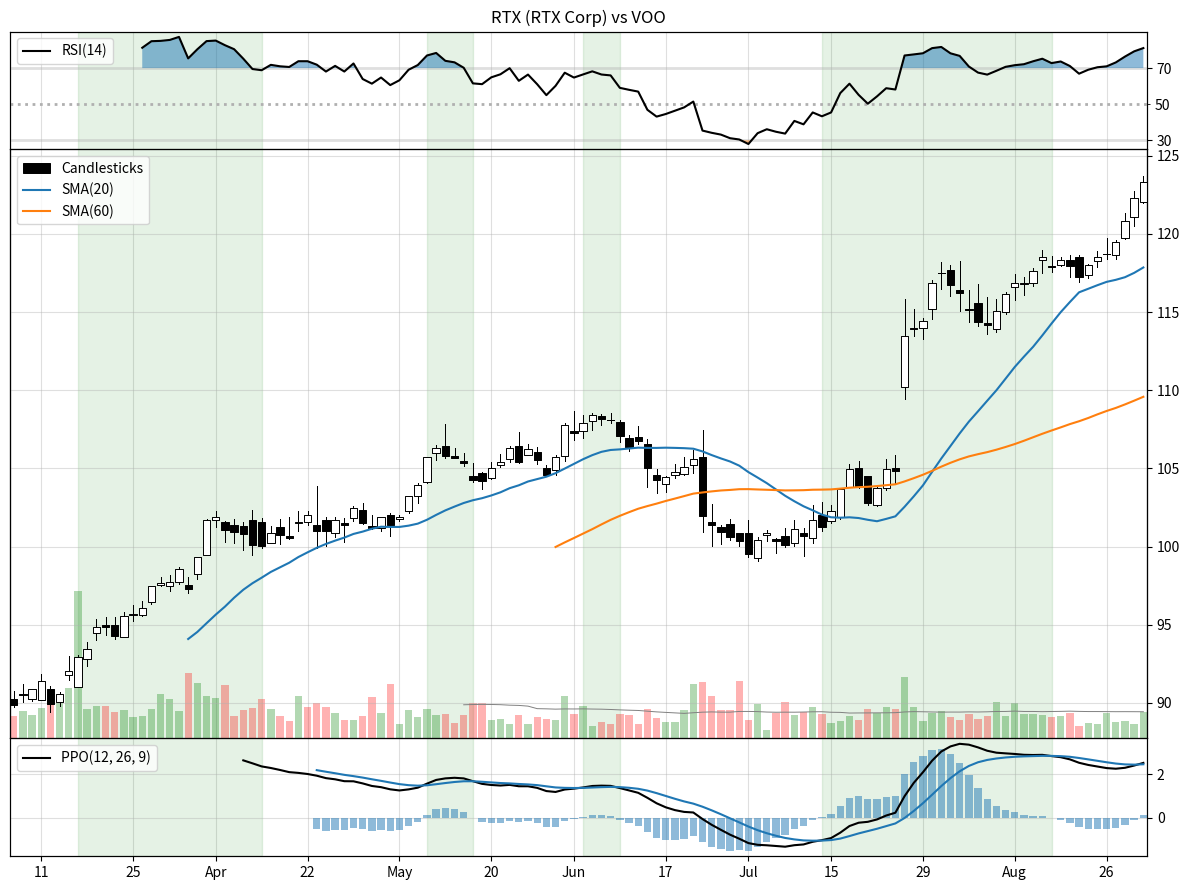 RTX (RTX Corp) vs VOO
RSI(14)
70
50
30
Candlesticks
SMA(20)
SMA(60)
125
120
115
110
105
100
95
90
PPO(12, 26, 9)
2
0
11 25 Apr 22 May 20 Jun 17 Jul 15 29 Aug 26